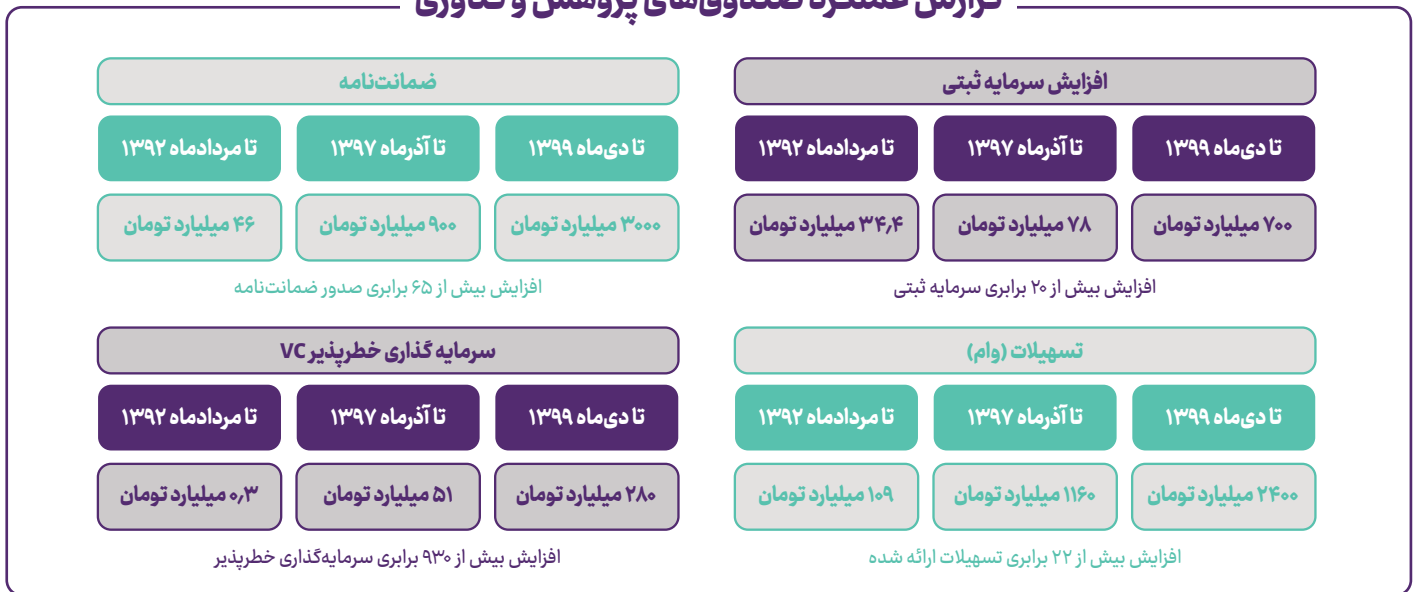 گزارش عملکرد صندوق‌های پژوهش و فناوری
افزایش سرمایه ثبتی
تا دی‌ماه ۱۳۹۹ تا آذرماه ۱۳۹۷ تا مردادماه ۱۳۹۲
۷۰۰ میلیارد تومان ۷۸ میلیارد تومان ۳۴٫۴ میلیارد تومان
افزایش بیش از ۲۰ برابری سرمایه ثبتی
ضمانت‌نامه
تا دی‌ماه ۱۳۹۹ تا آذرماه ۱۳۹۷ تا مردادماه ۱۳۹۲
۳۰۰۰ میلیارد تومان ۹۰۰ میلیارد تومان ۴۶ میلیارد تومان
افزایش بیش از ۶۵ برابری صدور ضمانت‌نامه
تسهیلات (وام)
تا دی‌ماه ۱۳۹۹ تا آذرماه ۱۳۹۷ تا مردادماه ۱۳۹۲
۲۴۰۰ میلیارد تومان ۱۱۶۰ میلیارد تومان ۱۰۹ میلیارد تومان
افزایش بیش از ۲۲ برابری تسهیلات ارائه شده
سرمایه گذاری خطرپذیر VC
تا دی‌ماه ۱۳۹۹ تا آذرماه ۱۳۹۷ تا مردادماه ۱۳۹۲
۲۸۰ میلیارد تومان ۵۱ میلیارد تومان ۰٫۳ میلیارد تومان
افزایش بیش از ۹۳۰ برابری سرمایه‌گذاری خطرپذیر